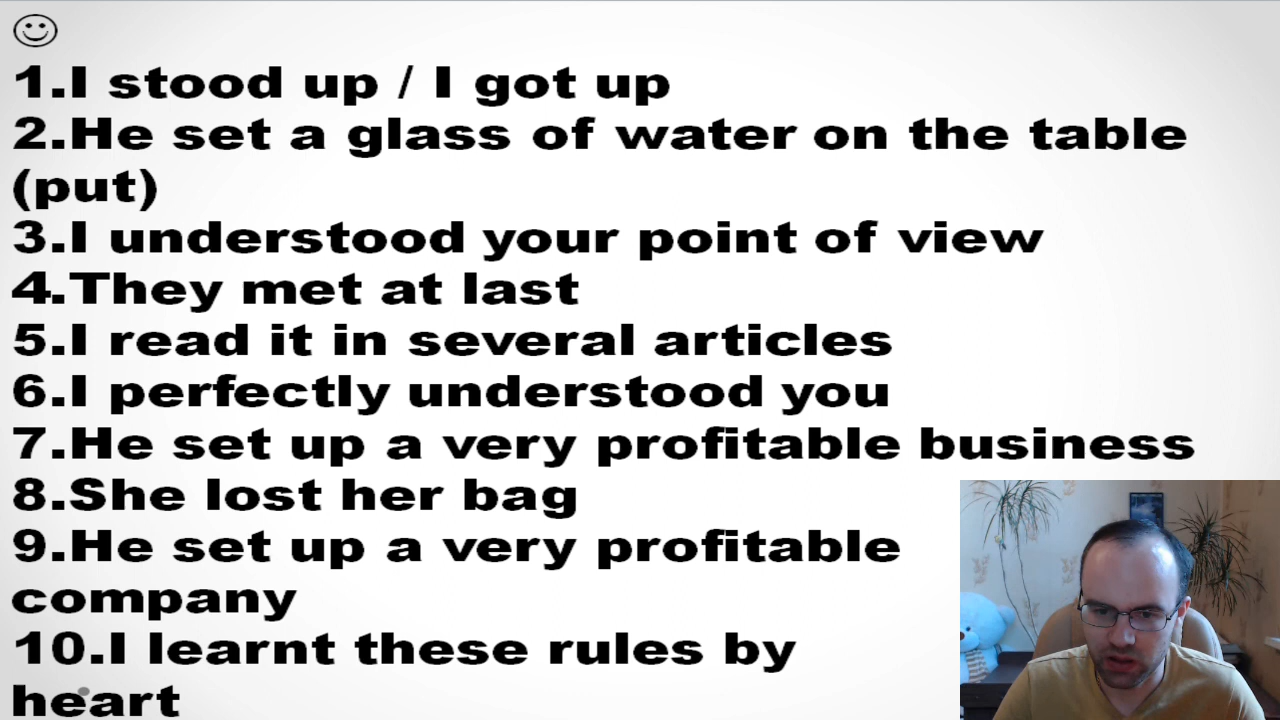 1.I stood up / I got up
2.He set a glass of water on the table
(put)
3.I understood your point of view
4.They met at last
5.I read it in several articles
6.I perfectly understood you
7.He set up a very profitable business
8.She lost her bag
9.He set up a very profitable
company
10.I learnt these rules by
heart